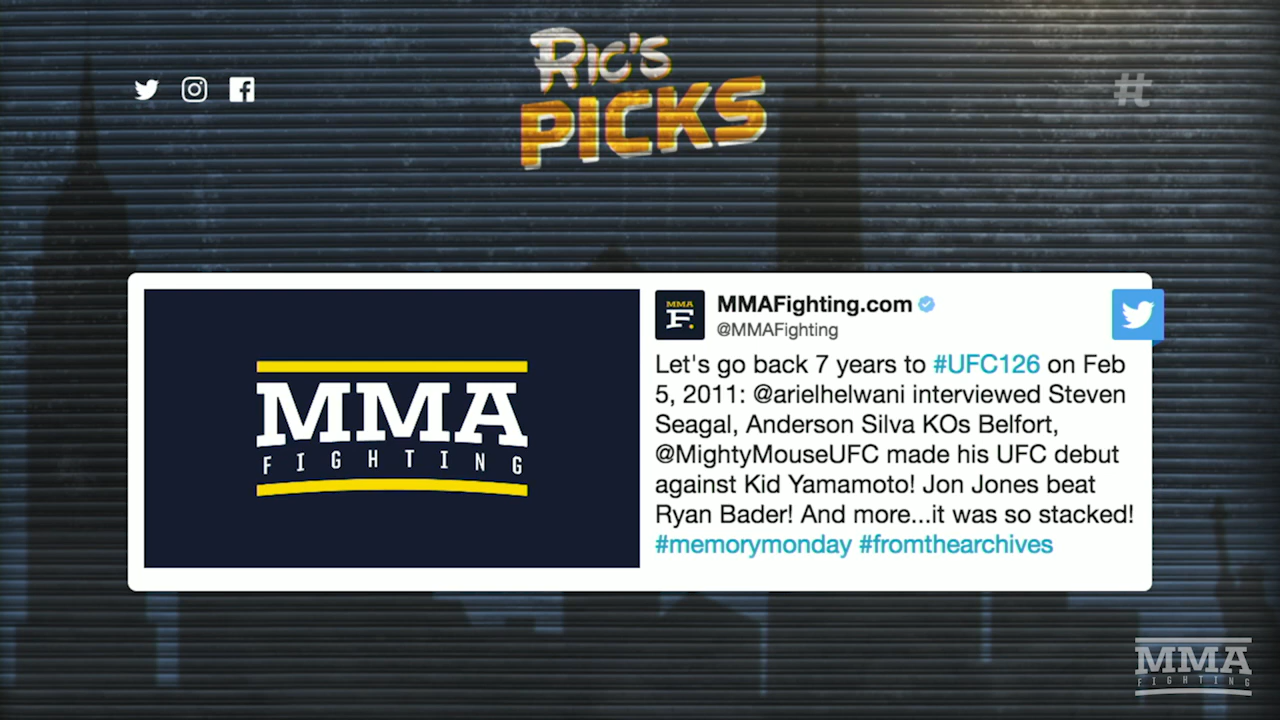 Ric's
PICKS
#
MMA
FIGHTING
MMA
F.
MMAFighting.com
@MMAFighting
Let's go back 7 years to #UFC126 on Feb
5, 2011: @arielhelwani interviewed Steven
Seagal, Anderson Silva KOs Belfort,
@MightyMouseUFC made his UFC debut
against Kid Yamamoto! Jon Jones beat
Ryan Bader! And more...it was so stacked!
#memorymonday #fromthearchives
MMA
FIGHTING